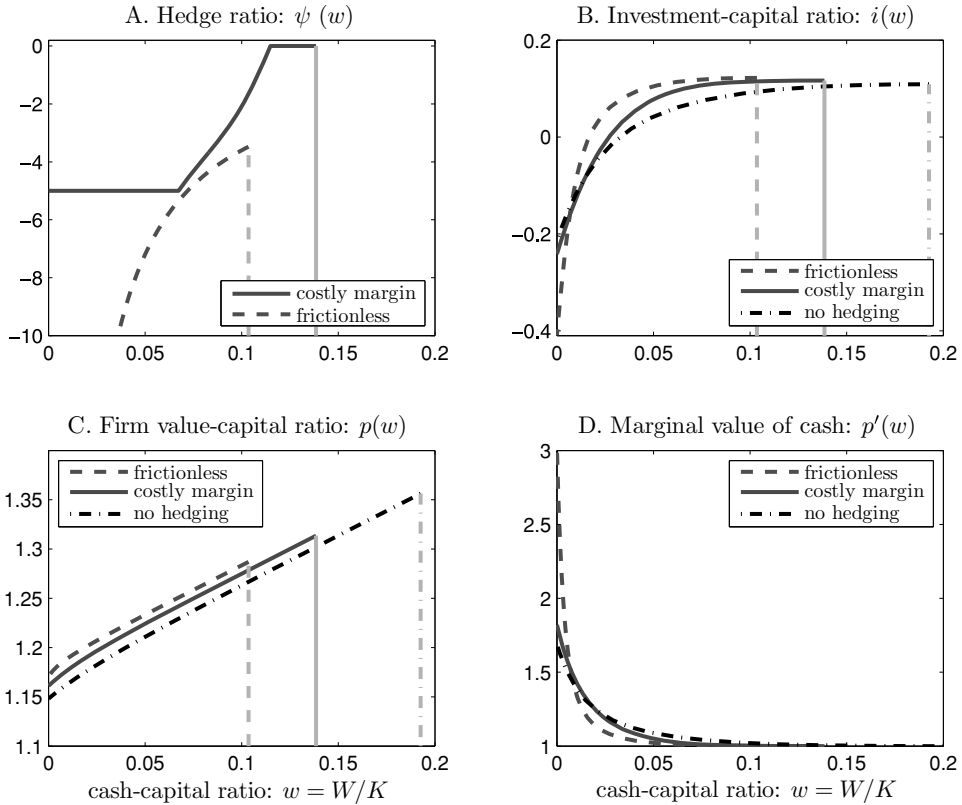 A. Hedge ratio: ψ (w)
0
−2
−4
−6
−8
−10
0
0.05
0.1
0.15
0.2
costly margin
frictionless
B. Investment-capital ratio: i(w)
0.2
0
−0.2
−0.4
0
0.05
0.1
0.15
0.2
frictionless
costly margin
no hedging
C. Firm value-capital ratio: p(w)
1.35
1.3
1.25
1.2
1.15
1.1
0
0.05
0.1
0.15
0.2
frictionless
costly margin
no hedging
cash-capital ratio: w = W/K
D. Marginal value of cash: p′(w)
3
2.5
2
1.5
1
0
0.05
0.1
0.15
0.2
frictionless
costly margin
no hedging
cash-capital ratio: w = W/K